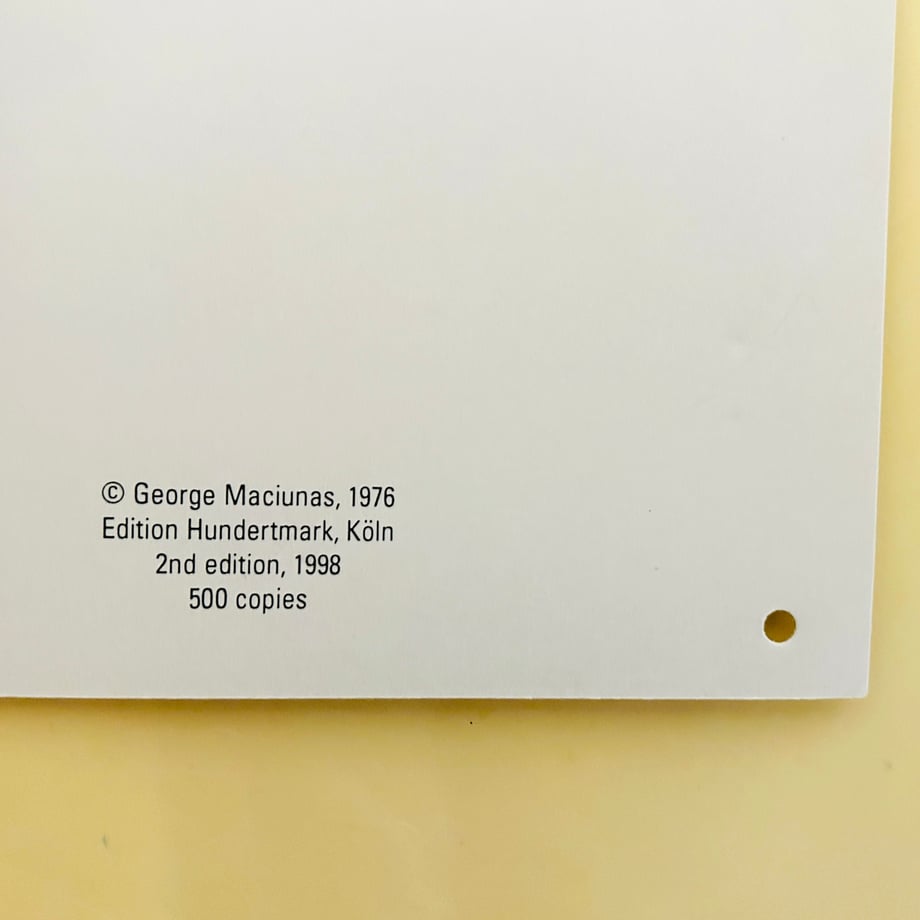 © George Maciunas, 1976
Edition Hundertmark, Köln
2nd edition, 1998
500 copies